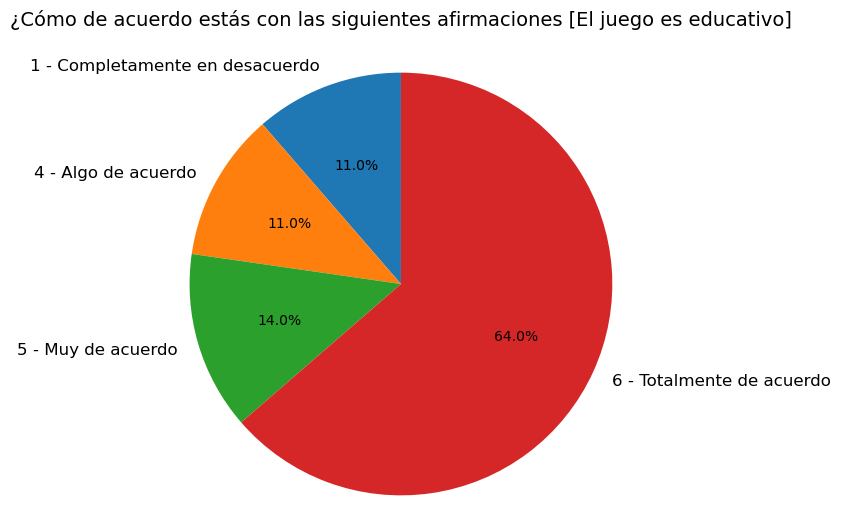 ¿Cómo de acuerdo estás con las siguientes afirmaciones [El juego es educativo]
1 - Completamente en desacuerdo
11.0%
4 - Algo de acuerdo
11.0%
14.0%
64.0%
5 - Muy de acuerdo
6 - Totalmente de acuerdo